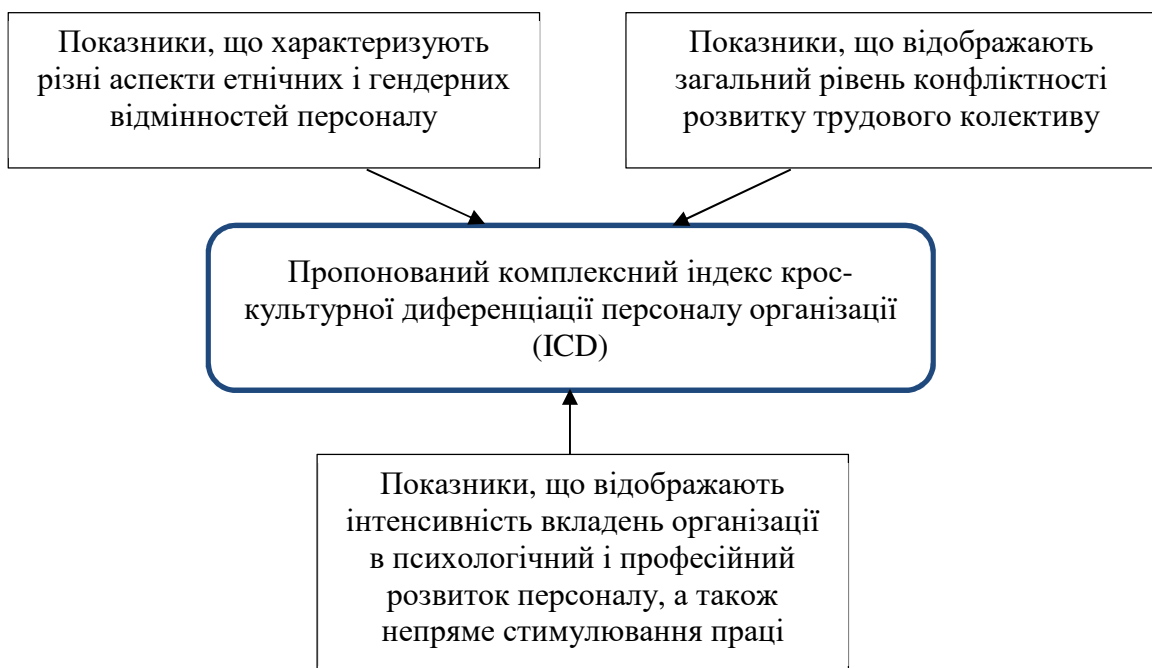 Показники, що характеризують
різні аспекти етнічних і гендерних
відмінностей персоналу
Показники, що відображають
загальний рівень конфліктності
розвитку трудового колективу
Пропонований комплексний індекс крос-
культурної диференціації персоналу організації
(ICD)
Показники, що відображають
інтенсивність вкладень організації
в психологічний і професійний
розвиток персоналу, а також
непряме стимулювання праці